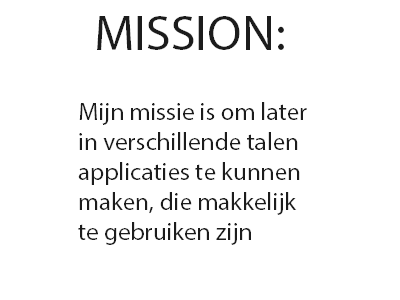 MISSION:
Mijn missie is om later
in verschillende talen
applicaties te kunnen
maken, die makkelijk
te gebruiken zijn